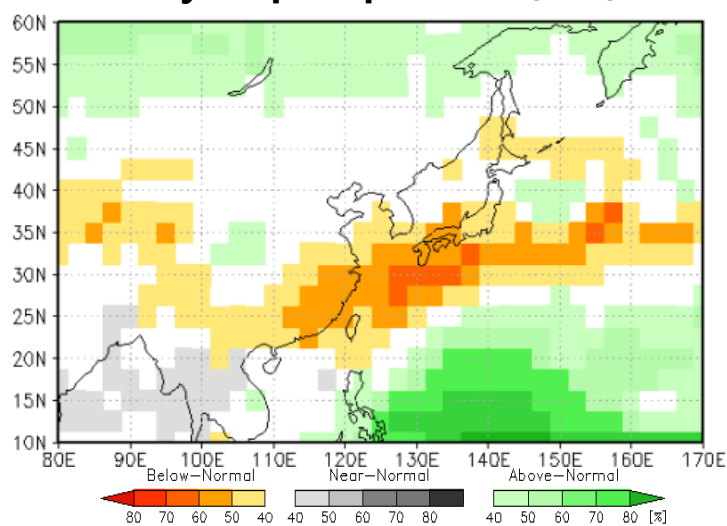 60N
55N
50N
45N
40N
35N
30N
25N
20N
15N
10N
80E 90E 100E 110E 120E 130E 140E 150E 160E 170E
Below-Normal Near-Normal Above-Normal
80 70 60 50 40 40 50 60 70 80 40 50 60 70 80 [%]